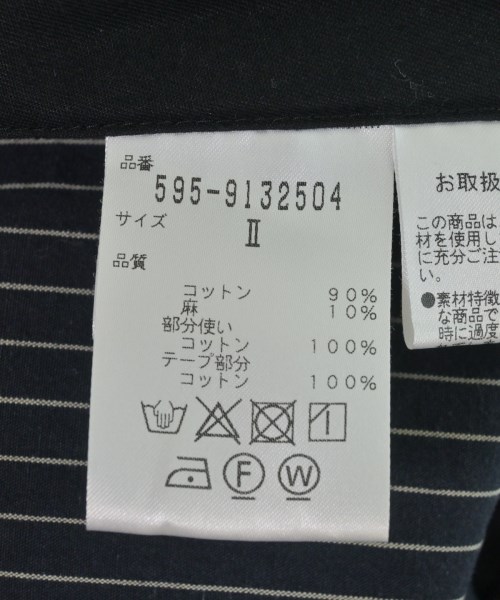 品番
595-9132504
サイズ
Ⅱ
品質
コットン 90%
麻 10%
部分使い
コットン 100%
テープ部分
コットン 100%
F W
お取扱
この商品は、
材を使用し
に充分ご注
い。
●素材特徴
な商品で
時に過度